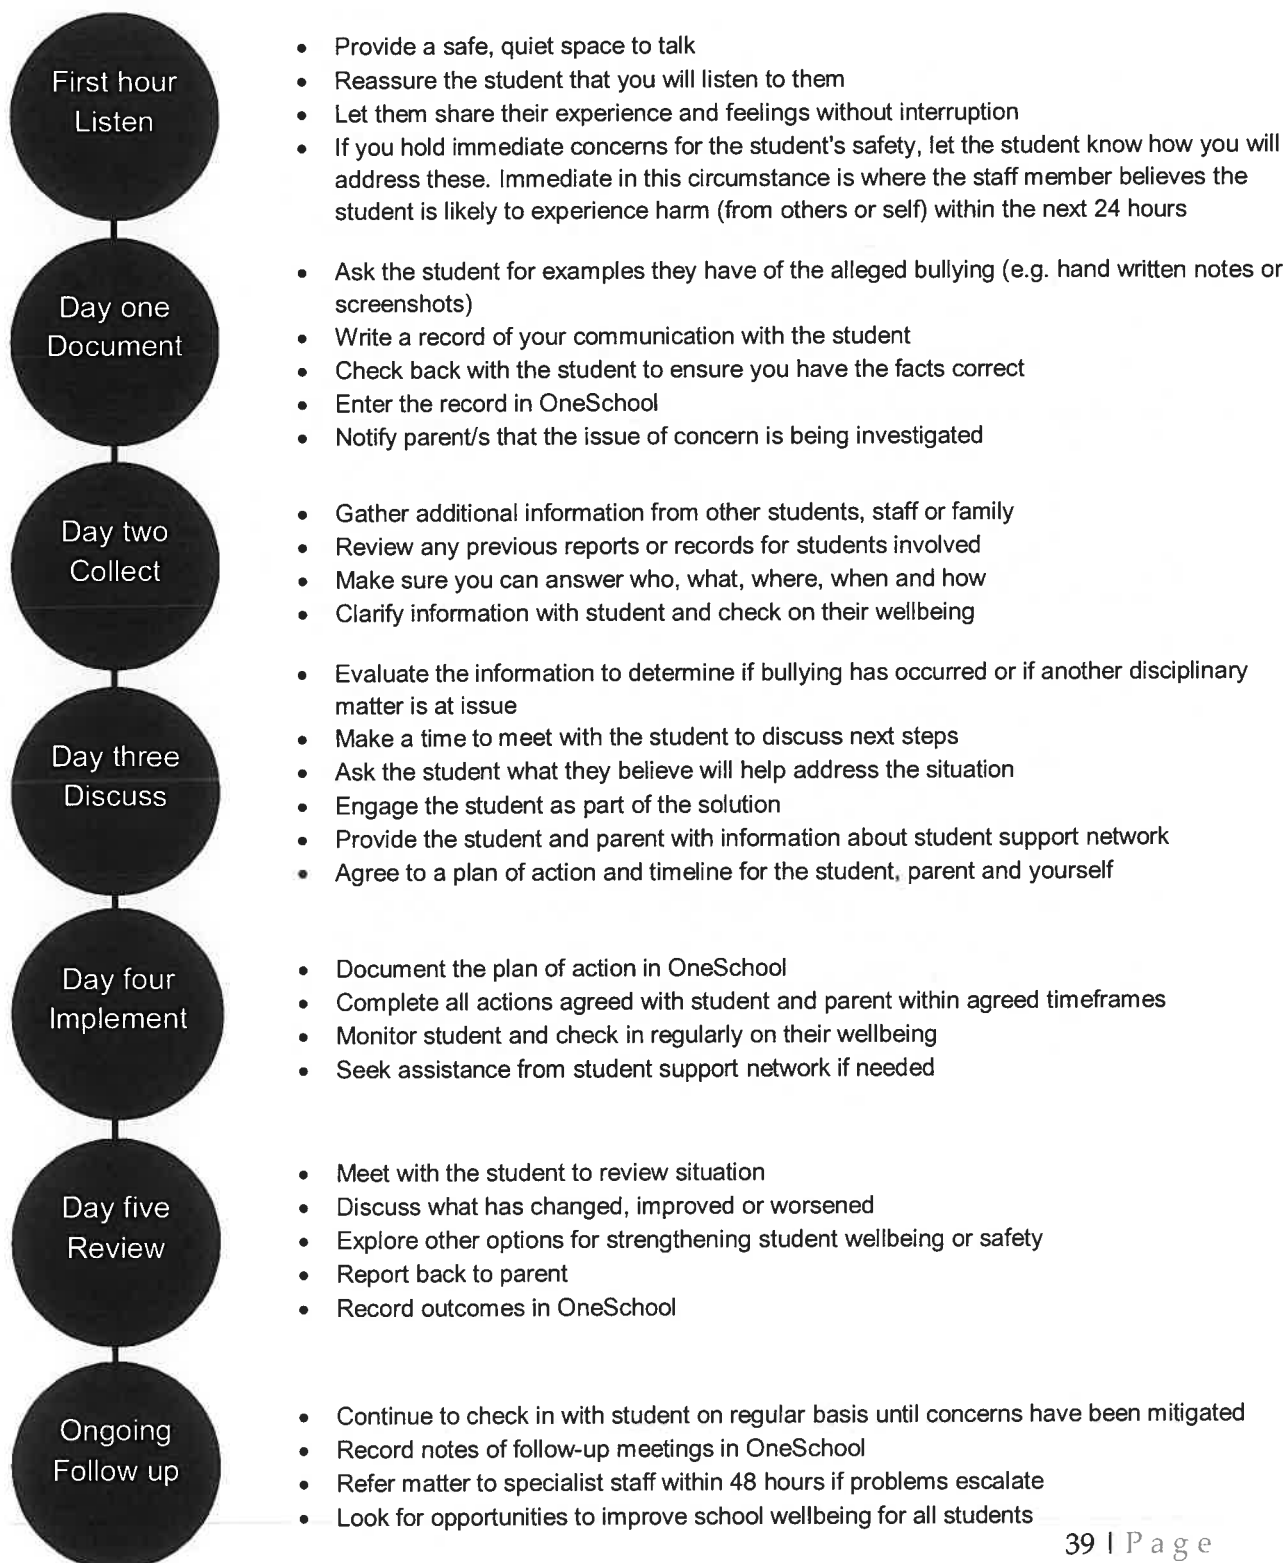 First hour
Listen
• Provide a safe, quiet space to talk
• Reassure the student that you will listen to them
• Let them share their experience and feelings without interruption
• If you hold immediate concerns for the student's safety, let the student know how you will
address these. Immediate in this circumstance is where the staff member believes the
student is likely to experience harm (from others or self) within the next 24 hours
Day one
Document
• Ask the student for examples they have of the alleged bullying (e.g. hand written notes or
screenshots)
• Write a record of your communication with the student
• Check back with the student to ensure you have the facts correct
• Enter the record in OneSchool
• Notify parent/s that the issue of concern is being investigated
Day two
Collect
• Gather additional information from other students, staff or family
• Review any previous reports or records for students involved
• Make sure you can answer who, what, where, when and how
• Clarify information with student and check on their wellbeing
Day three
Discuss
• Evaluate the information to determine if bullying has occurred or if another disciplinary
matter is at issue
• Make a time to meet with the student to discuss next steps
• Ask the student what they believe will help address the situation
• Engage the student as part of the solution
• Provide the student and parent with information about student support network
• Agree to a plan of action and timeline for the student, parent and yourself
Day four
Implement
• Document the plan of action in OneSchool
• Complete all actions agreed with student and parent within agreed timeframes
• Monitor student and check in regularly on their wellbeing
• Seek assistance from student support network if needed
Day five
Review
• Meet with the student to review situation
• Discuss what has changed, improved or worsened
• Explore other options for strengthening student wellbeing or safety
• Report back to parent
• Record outcomes in OneSchool
Ongoing
Follow up
• Continue to check in with student on regular basis until concerns have been mitigated
• Record notes of follow-up meetings in OneSchool
• Refer matter to specialist staff within 48 hours if problems escalate
• Look for opportunities to improve school wellbeing for all students
39 | P a g e